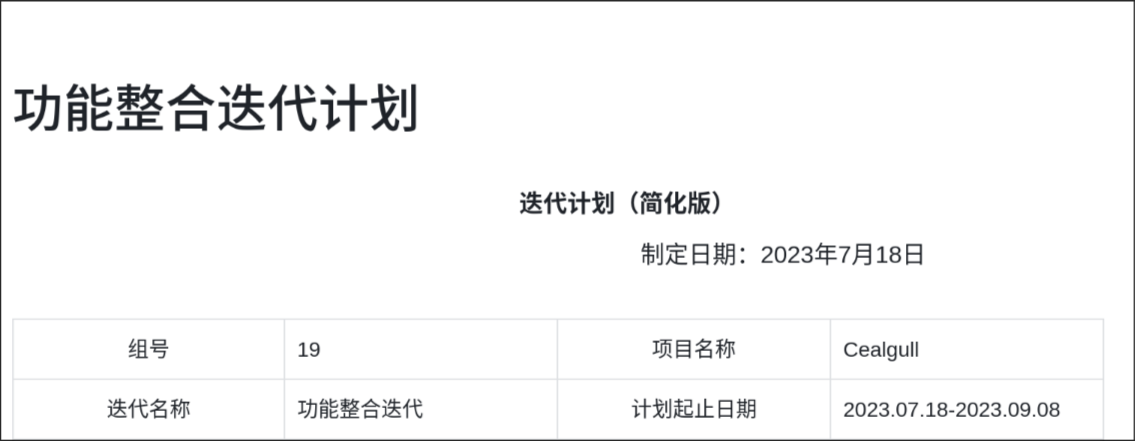 功能整合迭代计划
迭代计划（简化版）
制定日期：2023年7月18日
组号 19 项目名称 Cealgull
迭代名称 功能整合迭代 计划起止日期 2023.07.18-2023.09.08